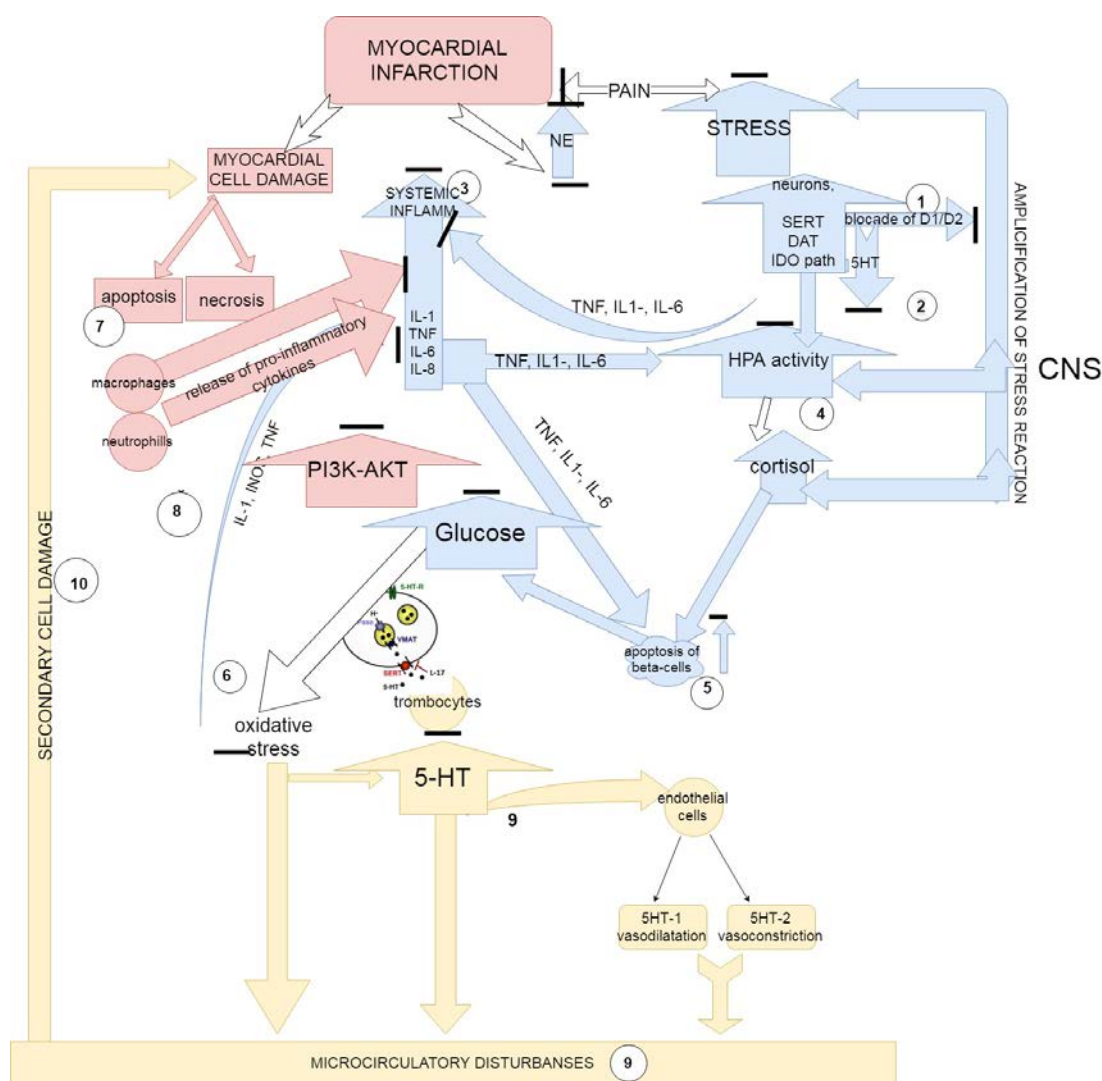 MYOCARDIAL
INFARCTION
PAIN
NE
STRESS
MYOCARDIAL
CELL DAMAGE
SYSTEMIC
INFLAMM
3
neurons,
SERT
DAT
IDO path
1
blocade of D1/D2
5HT
2
AMPLICIFICATION OF STRESS REACTION
CNS
apoptosis
necrosis
7
TNF, IL1-, IL-6
IL-1
TNF
IL-6
IL-8
macrophages
neutrophills
release of pro-inflammatory
cytokines
TNF, IL1-, IL-6
HPA activity
4
TNF, IL1-, IL-6
cortisol
PI3K-AKT
IL-1, INOS, TNF
8
Glucose
SECONDARY CELL DAMAGE
10
5-HT-R
H-
VMAT
SERT
L-17
5-HT
trombocytes
apoptosis of
beta-cells
5
6
oxidative
stress
5-HT
9
endothelial
cells
5HT-1
vasodilatation
5HT-2
vasoconstriction
MICROCIRCULATORY DISTURBANSES
9